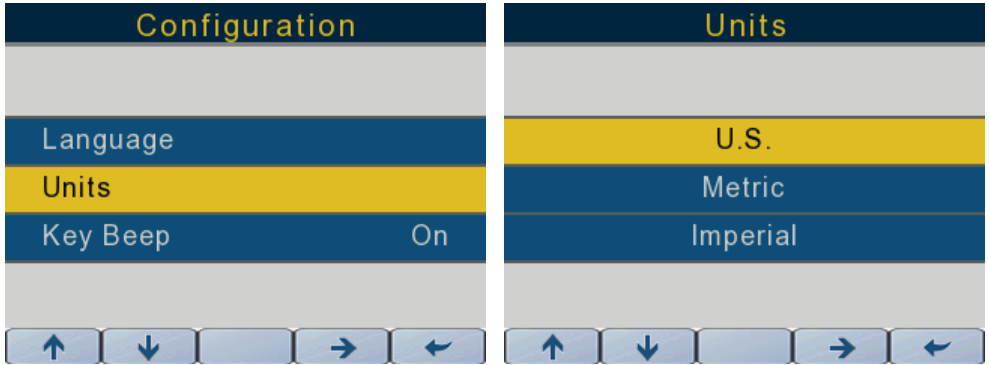 Configuration
Language
Units
Key Beep On
Units
U.S.
Metric
Imperial